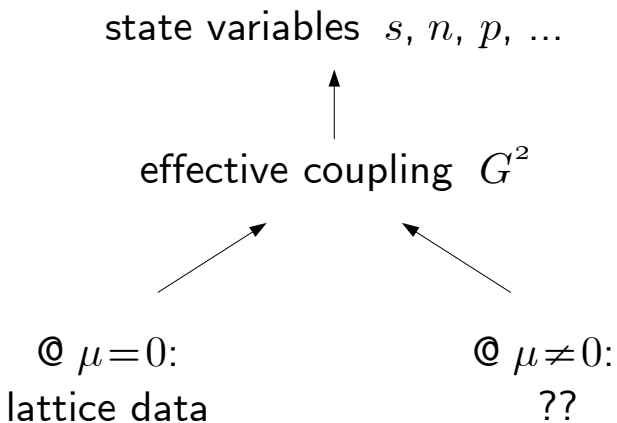 state variables s, n, p, ...
effective coupling G²
@ μ=0:
lattice data
@ μ≠0:
??